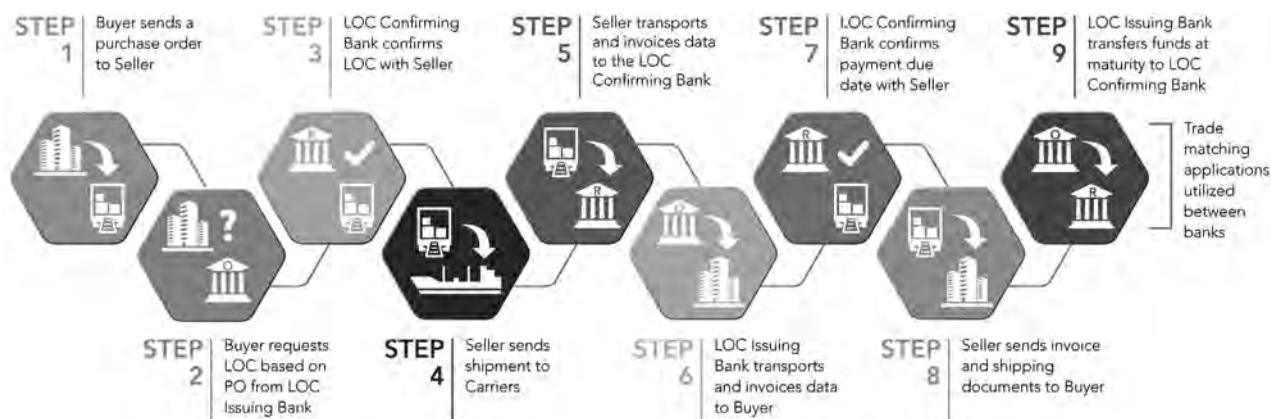 STEP 1
Buyer sends a
purchase order
to Seller
STEP 2
Buyer requests
LOC based on
PO from LOC
Issuing Bank
STEP 3
LOC Confirming
Bank confirms
LOC with Seller
STEP 4
Seller sends
shipment to
Carriers
STEP 5
Seller transports
and invoices data
to the LOC
Confirming Bank
STEP 6
LOC Issuing
Bank transports
and invoices data
to Buyer
STEP 7
LOC Confirming
Bank confirms
payment due
date with Seller
STEP 8
Seller sends invoice
and shipping
documents to Buyer
STEP 9
LOC Issuing Bank
transfers funds at
maturity to LOC
Confirming Bank
Trade
matching
applications
utilized
between
banks
?
O
R
O
R
O
R